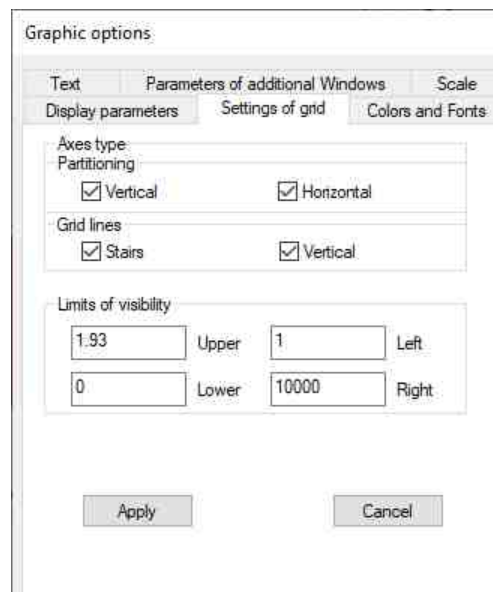 Graphic options
Text Parameters of additional Windows Scale
Display parameters Settings of grid Colors and Fonts
Axes type
Partitioning
Vertical Horizontal
Grid lines
Stairs Vertical
Limits of visibility
1.93 Upper 1 Left
0 Lower 10000 Right
Apply Cancel